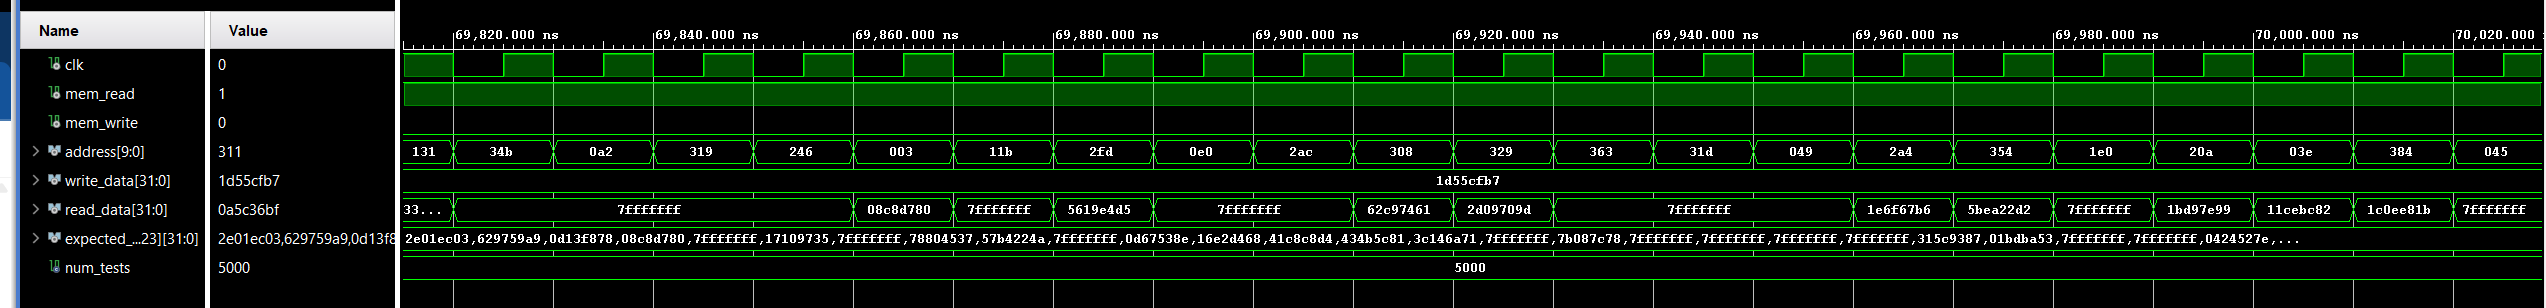 Name Value
69,820.000 ns 69,840.000 ns 69,860.000 ns 69,880.000 ns 69,900.000 ns 69,920.000 ns 69,940.000 ns 69,960.000 ns 69,980.000 ns 70,000.000 ns 70,020.000 ns
clk 0
mem_read 1
mem_write 0
address[9:0] 311 131 34b 0a2 319 246 003 11b 2fd 0e0 2ac 308 329 363 31d 049 2a4 354 1e0 20a 03e 384 045
write_data[31:0] 1d55cfb7 1d55cfb7
read_data[31:0] 0a5c36bf 33... 7fffffff 08c8d780 7fffffff 5619e4d5 7fffffff 62c97461 2d09709d 7fffffff 1e6f67b6 5bea22d2 7fffffff 1bd97e99 11cebc82 1c0ee81b 7fffffff
expected_...23][31:0] 2e01ec03,629759a9,0d13f8 2e01ec03,629759a9,0d13f878,08c8d780,7fffffff,17109735,7fffffff,78804537,57b4224a,7fffffff,0d67538e,16e2d468,41c8c8d4,434b5c81,3c146a71,7fffffff,7b087c78,7fffffff,7fffffff,7fffffff,7fffffff,315c9387,01bdba53,7fffffff,7fffffff,0424527e,...
num_tests 5000 5000